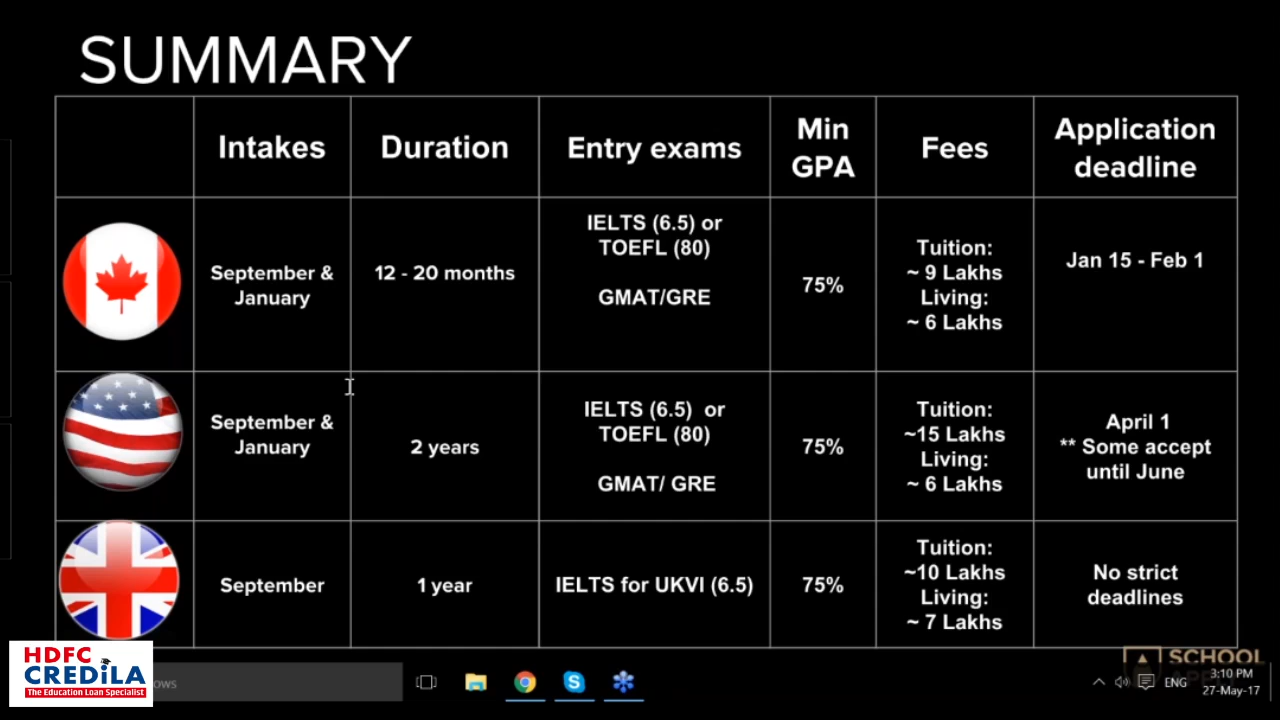 SUMMARY
Intakes
Duration
Entry exams
Min
GPA
Fees
Application
deadline
September &
January
12 - 20 months
IELTS (6.5) or
TOEFL (80)
GMAT/GRE
75%
Tuition:
~ 9 Lakhs
Living:
~ 6 Lakhs
Jan 15 - Feb 1
September &
January
2 years
IELTS (6.5) or
TOEFL (80)
GMAT/ GRE
75%
Tuition:
~15 Lakhs
Living:
~ 6 Lakhs
April 1
** Some accept
until June
September
1 year
IELTS for UKVI (6.5)
75%
Tuition:
~10 Lakhs
Living:
~ 7 Lakhs
No strict
deadlines
HDFC
CREDILA
The Education Loan Specialist
SCHOOL
ENG
3:10 PM
27-May-17